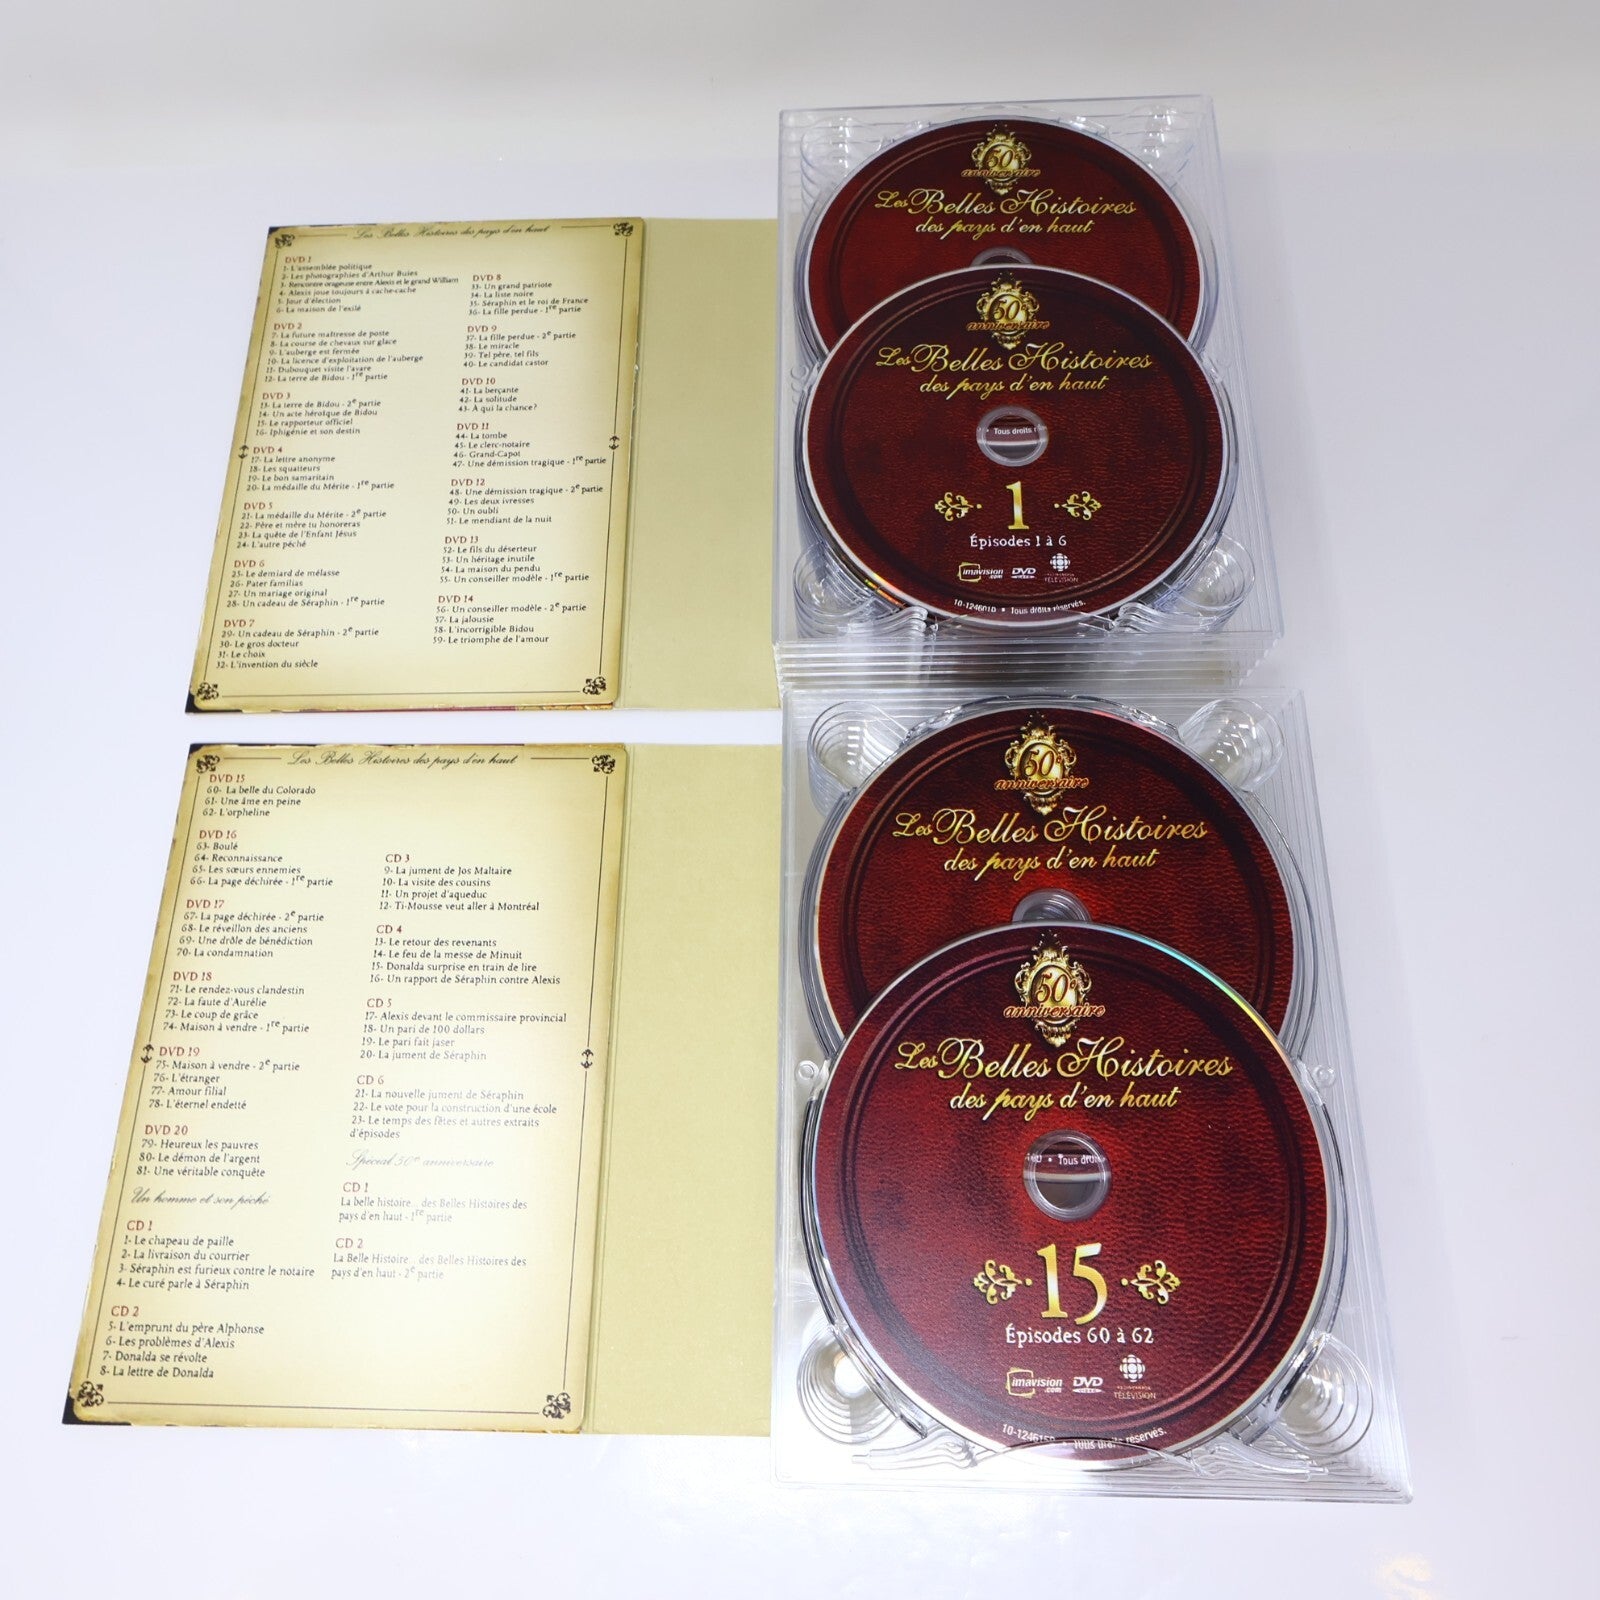 Les Belles Histoires des pays d'en haut
DVD 1
1- L'assemblée politique
2- Les photographies d'Arthur Buies
3- Rencontre orageuse entre Alexis et le grand William
4- Alexis joue toujours à cache-cache
5- Jour d'élection
6- La maison de l'exilé
DVD 2
7- La future maîtresse de poste
8- La course de chevaux sur glace
9- L'auberge est fermée
10- La licence d'exploitation de l'auberge
11- Dubouquet visite l'avare
12- La terre de Bidou - 1re partie
DVD 3
13- La terre de Bidou - 2e partie
14- Un acte héroïque de Bidou
15- Le rapporteur officiel
16- Iphigénie et son destin
DVD 4
17- La lettre anonyme
18- Les squatteurs
19- Le bon samaritain
20- La médaille du Mérite - 1re partie
DVD 5
21- La médaille du Mérite - 2e partie
22- Père et mère tu honoreras
23- La quête de l'Enfant Jésus
24- L'autre péché
DVD 6
25- Le demiard de mélasse
26- Pater familias
27- Un mariage original
28- Un cadeau de Séraphin - 1re partie
DVD 7
29- Un cadeau de Séraphin - 2e partie
30- Le gros docteur
31- Le choix
32- L'invention du siècle
DVD 8
33- Un grand patriote
34- La liste noire
35- Séraphin et le roi de France
36- La fille perdue - 1re partie
DVD 9
37- La fille perdue - 2e partie
38- Le miracle
39- Tel père, tel fils
40- Le candidat castor
DVD 10
41- La berçante
42- La solitude
43- À qui la chance?
DVD 11
44- La tombe
45- Le clerc-notaire
46- Grand-Capot
47- Une démission tragique - 1re partie
DVD 12
48- Une démission tragique - 2e partie
49- Les deux ivresses
50- Un oubli
51- Le mendiant de la nuit
DVD 13
52- Le fils du déserteur
53- Un héritage inutile
54- La maison du pendu
55- Un conseiller modèle - 1re partie
DVD 14
56- Un conseiller modèle - 2e partie
57- La jalousie
58- L'incorrigible Bidou
59- Le triomphe de l'amour
50e
anniversaire
Les Belles Histoires
des pays d'en haut
50e
anniversaire
Les Belles Histoires
des pays d'en haut
• Tous droits
1
Épisodes 1 à 6
imavision.com
DVD
VIDEO
TÉLÉVISION
10-124601D • Tous droits réservés.
Les Belles Histoires des pays d'en haut
DVD 15
60- La belle du Colorado
61- Une âme en peine
62- L'orpheline
DVD 16
63- Boulé
64- Reconnaissance
65- Les sœurs ennemies
66- La page déchirée - 1re partie
DVD 17
67- La page déchirée - 2e partie
68- Le réveillon des anciens
69- Une drôle de bénédiction
70- La condamnation
DVD 18
71- Le rendez-vous clandestin
72- La faute d'Aurélie
73- Le coup de grâce
74- Maison à vendre - 1re partie
DVD 19
75- Maison à vendre - 2e partie
76- L'étranger
77- Amour filial
78- L'éternel endetté
DVD 20
79- Heureux les pauvres
80- Le démon de l'argent
81- Une véritable conquête
Un homme et son péché
CD 1
1- Le chapeau de paille
2- La livraison du courrier
3- Séraphin est furieux contre le notaire
4- Le curé parle à Séraphin
CD 2
5- L'emprunt du père Alphonse
6- Les problèmes d'Alexis
7- Donalda se révolte
8- La lettre de Donalda
CD 3
9- La jument de Jos Maltaire
10- La visite des cousins
11- Un projet d'aqueduc
12- Ti-Mousse veut aller à Montréal
CD 4
13- Le retour des revenants
14- Le feu de la messe de Minuit
15- Donalda surprise en train de lire
16- Un rapport de Séraphin contre Alexis
CD 5
17- Alexis devant le commissaire provincial
18- Un pari de 100 dollars
19- Le pari fait jaser
20- La jument de Séraphin
CD 6
21- La nouvelle jument de Séraphin
22- Le vote pour la construction d'une école
23- Le temps des fêtes et autres extraits
d'épisodes
Spécial 50e anniversaire
CD 1
La belle histoire... des Belles Histoires des
pays d'en haut - 1re partie
CD 2
La Belle Histoire... des Belles Histoires des
pays d'en haut - 2e partie
50e
anniversaire
Les Belles Histoires
des pays d'en haut
50e
anniversaire
Les Belles Histoires
des pays d'en haut
• Tous
15
Épisodes 60 à 62
imavision.com
DVD
VIDEO
TÉLÉVISION
10-124615D • Tous droits réservés.